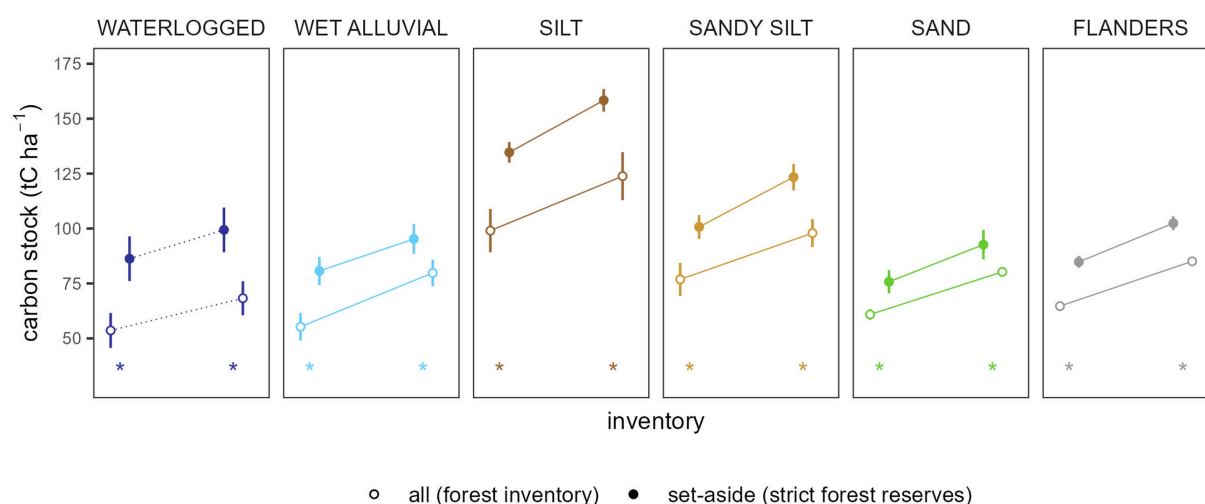 WATERLOGGED WET ALLUVIAL SILT SANDY SILT SAND FLANDERS
carbon stock (tC ha⁻¹)
175
150
125
100
75
50
* * * * * * * * * * * *
inventory
all (forest inventory) set-aside (strict forest reserves)